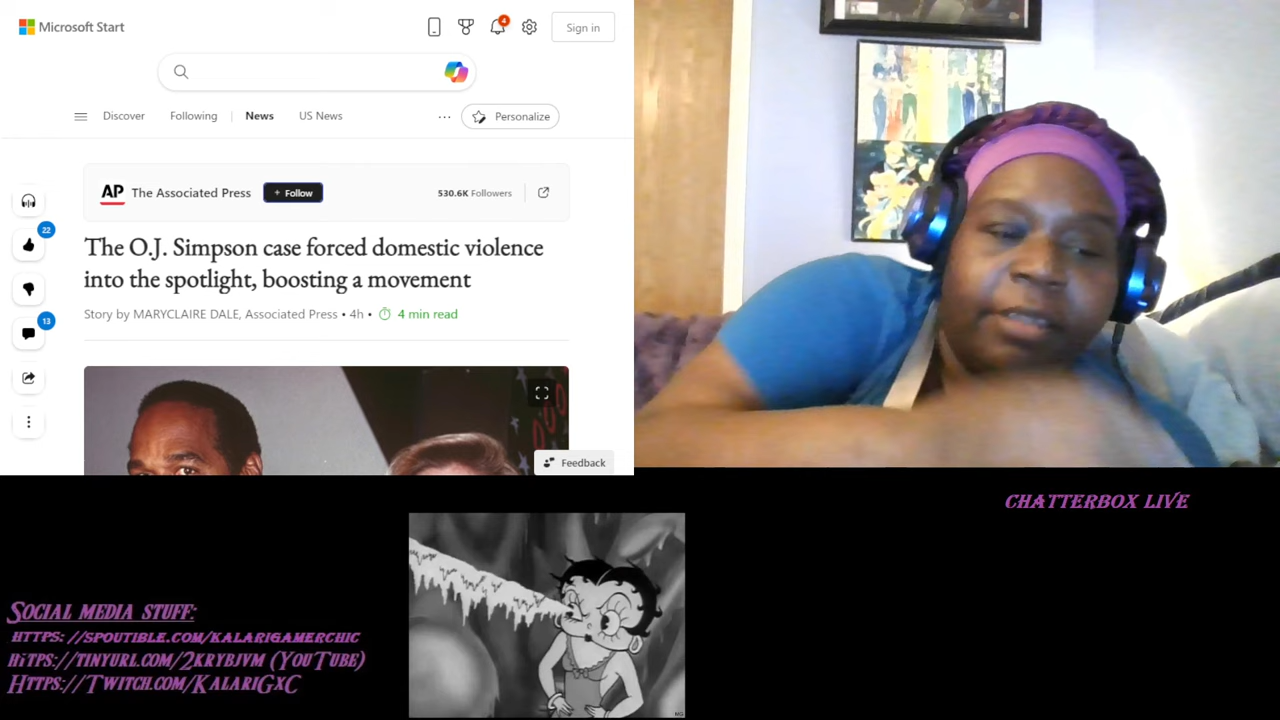 Microsoft Start
4
Sign in
Discover
Following
News
US News
Personalize
AP
The Associated Press
+ Follow
530.6K Followers
22
The O.J. Simpson case forced domestic violence
into the spotlight, boosting a movement
13
Story by MARYCLAIRE DALE, Associated Press • 4h •
4 min read
Feedback
CHATTERBOX LIVE
SOCIAL MEDIA STUFF:
HTTPS://SPOUTIBLE.COM/KALARIGAMERCHIC
HTTPS://TINYURL.COM/2KRYBJVM (YOUTUBE)
HTTPS://TWITCH.COM/KALARIGXC